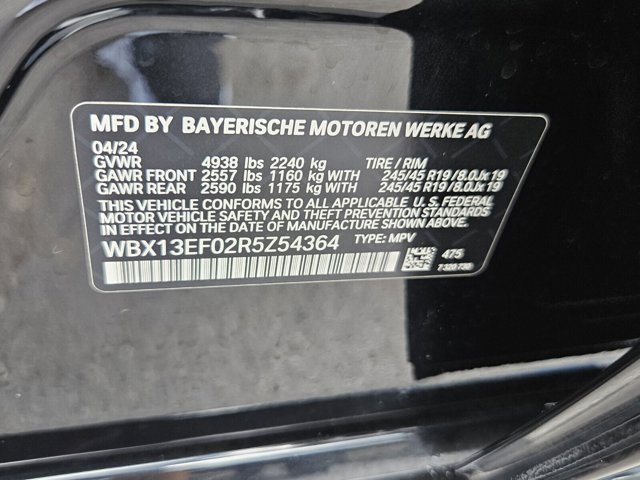 MFD BY BAYERISCHE MOTOREN WERKE AG
04/24
GVWR 4938 lbs 2240 kg TIRE / RIM
GAWR FRONT 2557 lbs 1160 kg WITH 245/45 R19 / 8.0Jx19
GAWR REAR 2590 lbs 1175 kg WITH 245/45 R19 / 8.0Jx19
THIS VEHICLE CONFORMS TO ALL APPLICABLE U. S. FEDERAL
MOTOR VEHICLE SAFETY AND THEFT PREVENTION STANDARDS
IN EFFECT ON THE DATE OF MANUFACTURE SHOWN ABOVE.
WBX13EF02R5Z54364 TYPE: MPV
475